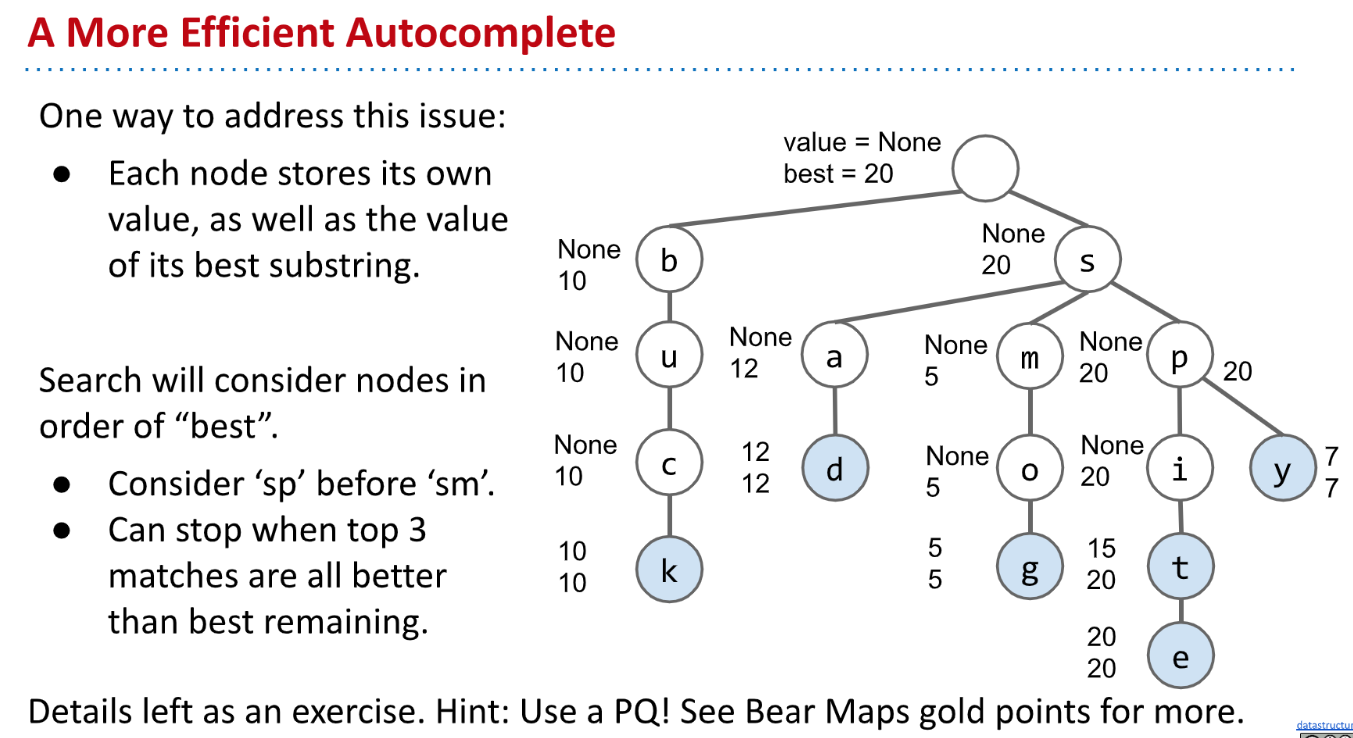 A More Efficient Autocomplete
One way to address this issue:
● Each node stores its own
value, as well as the value
of its best substring.
Search will consider nodes in
order of “best”.
● Consider ‘sp’ before ‘sm’.
● Can stop when top 3
matches are all better
than best remaining.
value = None
best = 20
None
10
b
None
20
s
None
10
u
None
12
a
None
5
m
None
20
p
20
None
10
c
12
12
d
None
5
o
None
20
i
y
7
7
10
10
k
5
5
g
15
20
t
20
20
e
Details left as an exercise. Hint: Use a PQ! See Bear Maps gold points for more.
datastructur